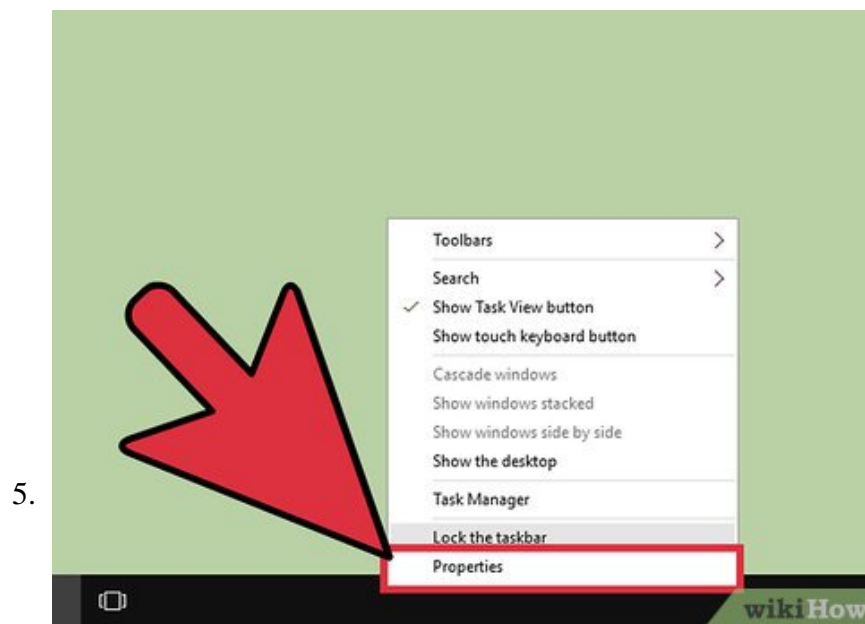 Toolbars
Search
Show Task View button
Show touch keyboard button
Cascade windows
Show windows stacked
Show windows side by side
Show the desktop
5.
Task Manager
Lock the taskbar
Properties
wikiHow